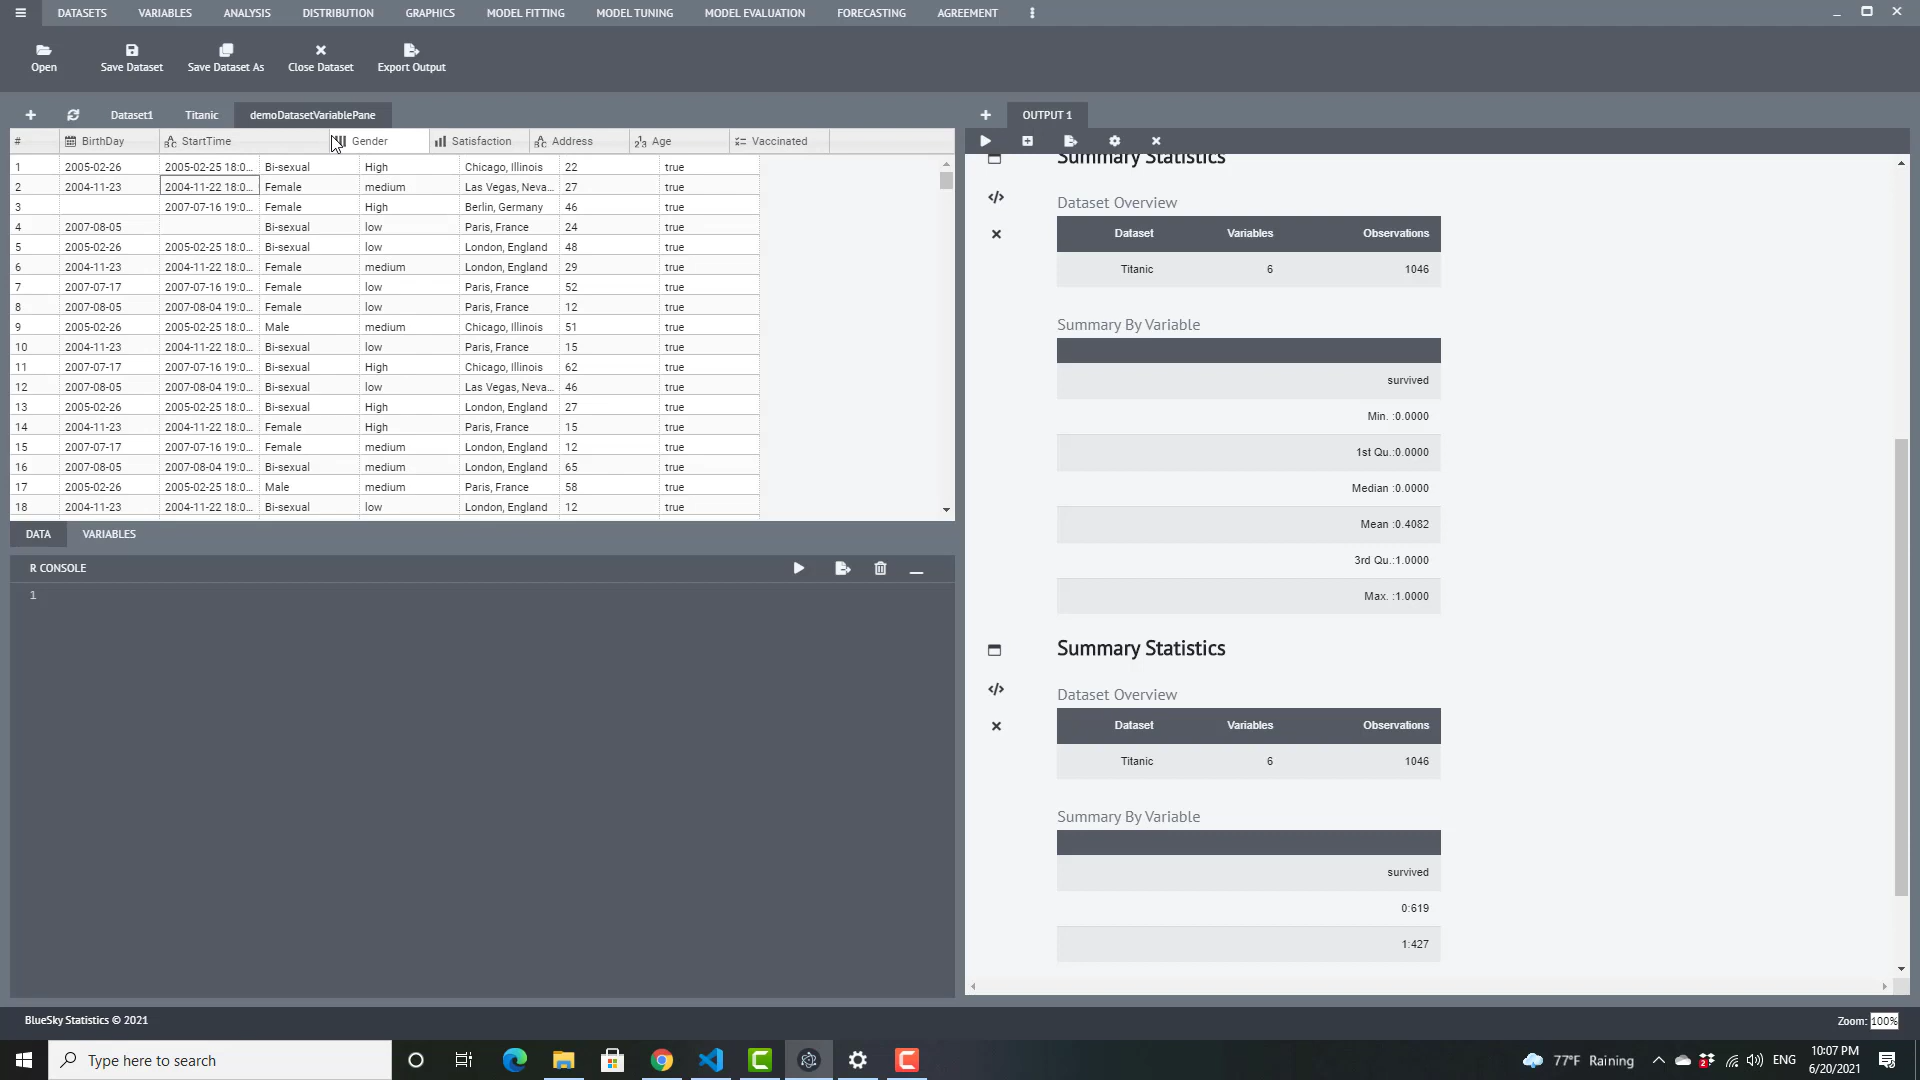 DATASETS VARIABLES ANALYSIS DISTRIBUTION GRAPHICS MODEL FITTING MODEL TUNING MODEL EVALUATION FORECASTING AGREEMENT
Open Save Dataset Save Dataset As Close Dataset Export Output
Dataset1 Titanic demoDatasetVariablePane
# BirthDay StartTime Gender Satisfaction Address Age Vaccinated
1 2005-02-26 2005-02-25 18:0... Bi-sexual High Chicago, Illinois 22 true
2 2004-11-23 2004-11-22 18:0... Female medium Las Vegas, Neva... 27 true
3 2007-07-16 19:0... Female High Berlin, Germany 46 true
4 2007-08-05 Bi-sexual low Paris, France 24 true
5 2005-02-26 2005-02-25 18:0... Bi-sexual low London, England 48 true
6 2004-11-23 2004-11-22 18:0... Female medium London, England 29 true
7 2007-07-17 2007-07-16 19:0... Female low Paris, France 52 true
8 2007-08-05 2007-08-04 19:0... Female low Paris, France 12 true
9 2005-02-26 2005-02-25 18:0... Male medium Chicago, Illinois 51 true
10 2004-11-23 2004-11-22 18:0... Bi-sexual low Paris, France 15 true
11 2007-07-17 2007-07-16 19:0... Bi-sexual High Chicago, Illinois 62 true
12 2007-08-05 2007-08-04 19:0... Bi-sexual low Las Vegas, Neva... 46 true
13 2005-02-26 2005-02-25 18:0... Bi-sexual High London, England 27 true
14 2004-11-23 2004-11-22 18:0... Female High Paris, France 15 true
15 2007-07-17 2007-07-16 19:0... Female medium London, England 12 true
16 2007-08-05 2007-08-04 19:0... Bi-sexual medium London, England 65 true
17 2005-02-26 2005-02-25 18:0... Male medium Paris, France 58 true
18 2004-11-23 2004-11-22 18:0... Bi-sexual low London, England 12 true
DATA VARIABLES
R CONSOLE
1
OUTPUT 1
Summary Statistics
Dataset Overview
Dataset Variables Observations
Titanic 6 1046
Summary By Variable
survived
Min. :0.0000
1st Qu.:0.0000
Median :0.0000
Mean :0.4082
3rd Qu.:1.0000
Max. :1.0000
Summary Statistics
Dataset Overview
Dataset Variables Observations
Titanic 6 1046
Summary By Variable
survived
0:619
1:427
BlueSky Statistics © 2021
Zoom: 100%
Type here to search
77°F Raining
ENG
10:07 PM
6/20/2021